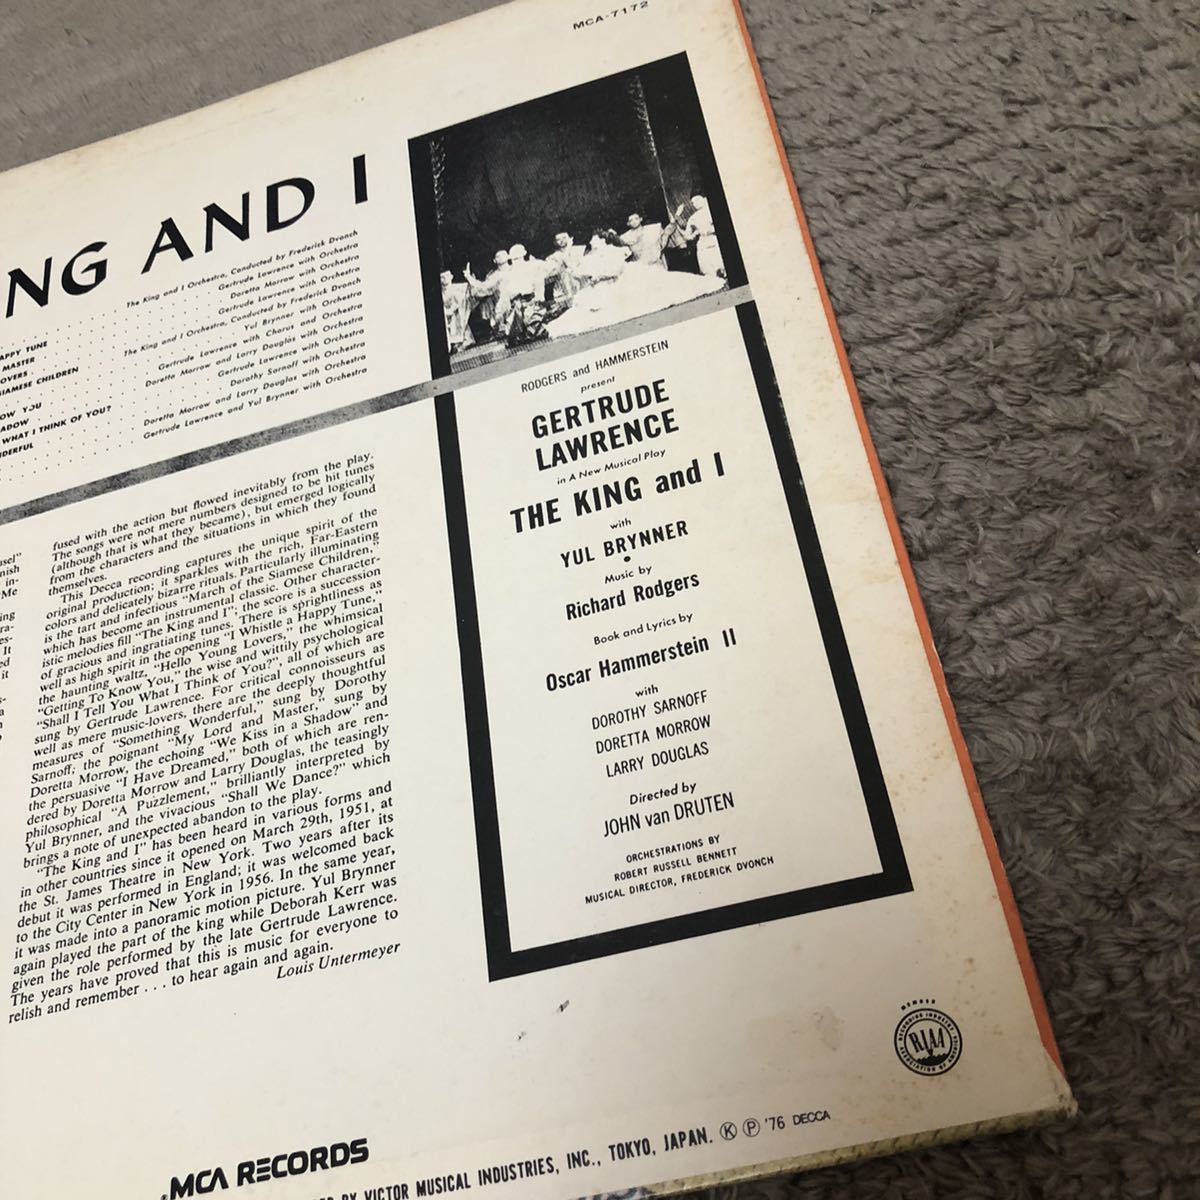 MCA-7172
NG AND I
The King and I Orchestra, Conducted by Frederick Dvonch
Gertrude Lawrence with Orchestra
APPY TUNE Doretta Morrow with Orchestra
MASTER Gertrude Lawrence with Orchestra
OVERS The King and I Orchestra, Conducted by Frederick Dvonch
SIAMESE CHILDREN Yul Brynner with Orchestra
Gertrude Lawrence with Chorus and Orchestra
OW YOU Doretta Morrow and Larry Douglas with Orchestra
ADOW Gertrude Lawrence with Orchestra
WHAT I THINK OF YOU? Dorothy Sarnoff with Orchestra
DERFUL Doretta Morrow and Larry Douglas with Orchestra
Gertrude Lawrence and Yul Brynner with Orchestra
fused with the action but flowed inevitably from the play.
The songs were not mere numbers designed to be hit tunes
(although that is what they became), but emerged logically
from the characters and the situations in which they found
themselves.
This Decca recording captures the unique spirit of the
original production; it sparkles with the rich, Far-Eastern
colors and delicately bizarre rituals. Particularly illuminating
is the tart and infectious "March of the Siamese Children,"
which has become an instrumental classic. Other character-
istic melodies fill "The King and I"; the score is a succession
of gracious and ingratiating tunes. There is sprightliness as
well as high spirit in the opening "I Whistle a Happy Tune,"
the haunting waltz, "Hello Young Lovers," the whimsical
"Getting To Know You," the wise and wittily psychological
"Shall I Tell You What I Think of You?", all of which are
sung by Gertrude Lawrence. For critical connoisseurs as
well as mere music-lovers, there are the deeply thoughtful
measures of "Something Wonderful," sung by Dorothy
Sarnoff; the poignant "My Lord and Master," sung by
Doretta Morrow, the echoing "We Kiss in a Shadow" and
the persuasive "I Have Dreamed," both of which are ren-
dered by Doretta Morrow and Larry Douglas, the teasingly
philosophical "A Puzzlement," brilliantly interpreted by
Yul Brynner, and the vivacious "Shall We Dance?" which
brings a note of unexpected abandon to the play.
"The King and I" has been heard in various forms and
in other countries since it opened on March 29th, 1951, at
the St. James Theatre in New York. Two years after its
debut it was performed in England; it was welcomed back
to the City Center in New York in 1956. In the same year,
it was made into a panoramic motion picture. Yul Brynner
again played the part of the king while Deborah Kerr was
given the role performed by the late Gertrude Lawrence.
The years have proved that this is music for everyone to
relish and remember . . . to hear again and again.
Louis Untermeyer
RODGERS and HAMMERSTEIN
present
GERTRUDE
LAWRENCE
in A New Musical Play
THE KING and I
with
YUL BRYNNER
Music by
Richard Rodgers
Book and Lyrics by
Oscar Hammerstein II
with
DOROTHY SARNOFF
DORETTA MORROW
LARRY DOUGLAS
Directed by
JOHN van DRUTEN
ORCHESTRATIONS BY
ROBERT RUSSELL BENNETT
MUSICAL DIRECTOR, FREDERICK DVONCH
MEMBER
RECORDING INDUSTRY
RIAA
ASSOCIATION OF AMERICA
MCA RECORDS
BY VICTOR MUSICAL INDUSTRIES, INC., TOKYO, JAPAN. Ⓚ Ⓟ '76 DECCA